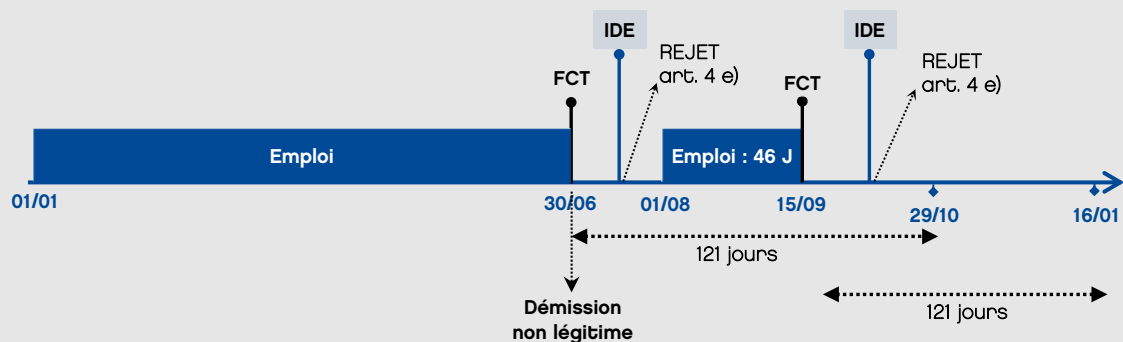 IDE
IDE
REJET
art. 4 e)
REJET
art. 4 e)
FCT
FCT
Emploi
Emploi : 46 J
01/01
30/06
01/08
15/09
29/10
16/01
121 jours
121 jours
Démission
non légitime